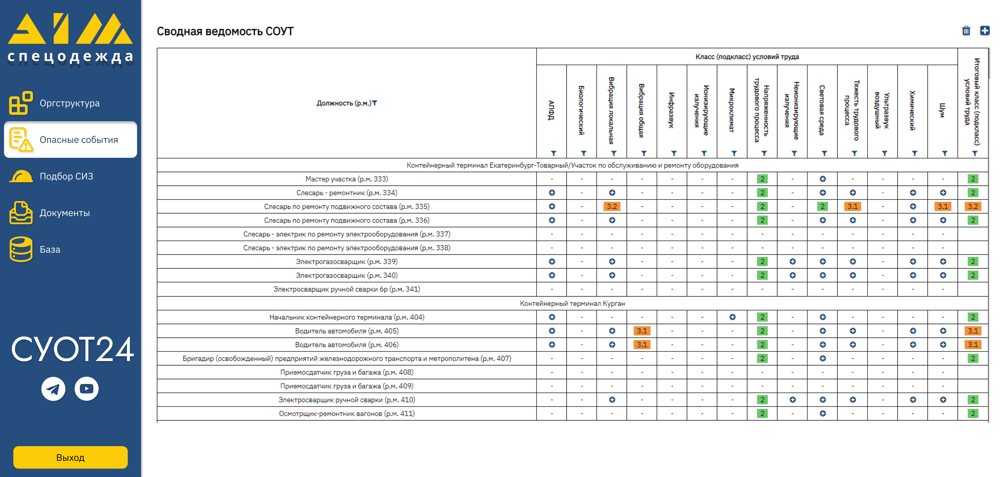 АІМ
спецодежда
Оргструктура
Опасные события
Подбор СИЗ
Документы
База
СУОТ24
Выход
Сводная ведомость СОУТ
Должность (р.м.)
Класс (подкласс) условий труда
АПФД
Биологический
Вибрация локальная
Вибрация общая
Инфразвук
Ионизирующие
излучения
Микроклимат
Напряженность
трудового процесса
Неионизирующие
излучения
Световая среда
Тяжесть трудового
процесса
Ультразвук
воздушный
Химический
Шум
Итоговый класс (подкласс)
условий труда
Контейнерный терминал Екатеринбург-Товарный/Участок по обслуживанию и ремонту оборудования
Мастер участка (р.м. 333) - - - - - - - 2 - - - - - 2
Слесарь - ремонтник (р.м. 334) - - - - - 2 - - 2
Слесарь по ремонту подвижного состава (р.м. 335) - 3.2 - - - - 2 - 2 3.1 - 3.1 3.2
Слесарь по ремонту подвижного состава (р.м. 336) - - - - - 2 - - 2
Слесарь - электрик по ремонту электрооборудования (р.м. 337) - - - - - - - - - - - - - -
Слесарь - электрик по ремонту электрооборудования (р.м. 338) - - - - - - - - - - - - - -
Электрогазосварщик (р.м. 339) - - - - - 2 - 2
Электрогазосварщик (р.м. 340) - - - - - 2 - 2
Электросварщик ручной сварки 6р (р.м. 341) - - - - - - - - - - - - - -
Контейнерный терминал Курган
Начальник контейнерного терминала (р.м. 404) - - - - - 2 - - - - - 2
Водитель автомобиля (р.м. 405) - 3.1 - - - 2 - - 3.1
Водитель автомобиля (р.м. 406) - 3.1 - - - 2 - - 3.1
Бригадир (освобожденный) предприятий железнодорожного транспорта и метрополитена (р.м. 407) - - - - - - - 2 - - - - - 2
Приемосдатчик груза и багажа (р.м. 408) - - - - - - - - - - - - - -
Приемосдатчик груза и багажа (р.м. 409) - - - - - - - - - - - - - -
Электросварщик ручной сварки (р.м. 410) - - - - - - 2 - 2
Осмотрщик-ремонтник вагонов (р.м. 411) - - - - - - - 2 - - - - - 2